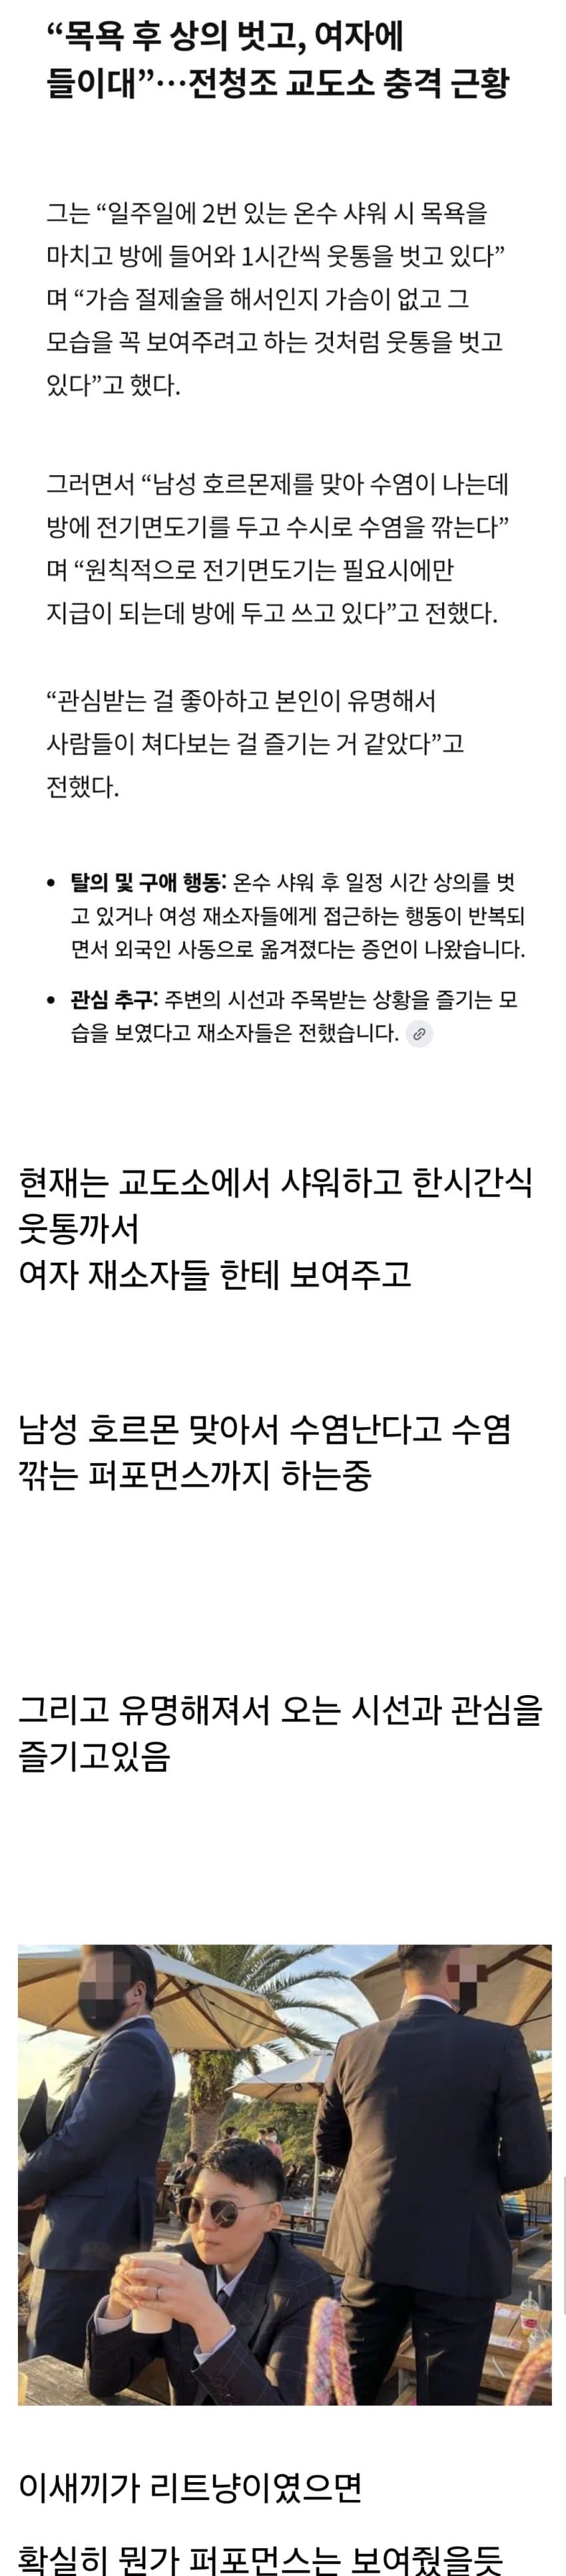 “목욕 후 상의 벗고, 여자에
들이대”…전청조 교도소 충격 근황
그는 “일주일에 2번 있는 온수 샤워 시 목욕을
마치고 방에 들어와 1시간씩 웃통을 벗고 있다”
며 “가슴 절제술을 해서인지 가슴이 없고 그
모습을 꼭 보여주려고 하는 것처럼 웃통을 벗고
있다”고 했다.
그러면서 “남성 호르몬제를 맞아 수염이 나는데
방에 전기면도기를 두고 수시로 수염을 깎는다”
며 “원칙적으로 전기면도기는 필요시에만
지급이 되는데 방에 두고 쓰고 있다”고 전했다.
“관심받는 걸 좋아하고 본인이 유명해서
사람들이 쳐다보는 걸 즐기는 거 같았다”고
전했다.
• 탈의 및 구애 행동: 온수 샤워 후 일정 시간 상의를 벗
고 있거나 여성 재소자들에게 접근하는 행동이 반복되
면서 외국인 사동으로 옮겨졌다는 증언이 나왔습니다.
• 관심 추구: 주변의 시선과 주목받는 상황을 즐기는 모
습을 보였다고 재소자들은 전했습니다.
현재는 교도소에서 샤워하고 한시간식
웃통까서
여자 재소자들 한테 보여주고
남성 호르몬 맞아서 수염난다고 수염
깎는 퍼포먼스까지 하는중
그리고 유명해져서 오는 시선과 관심을
즐기고있음
이새끼가 리트냥이였으면
확실히 뭔가 퍼포먼스는 보여줬을듯